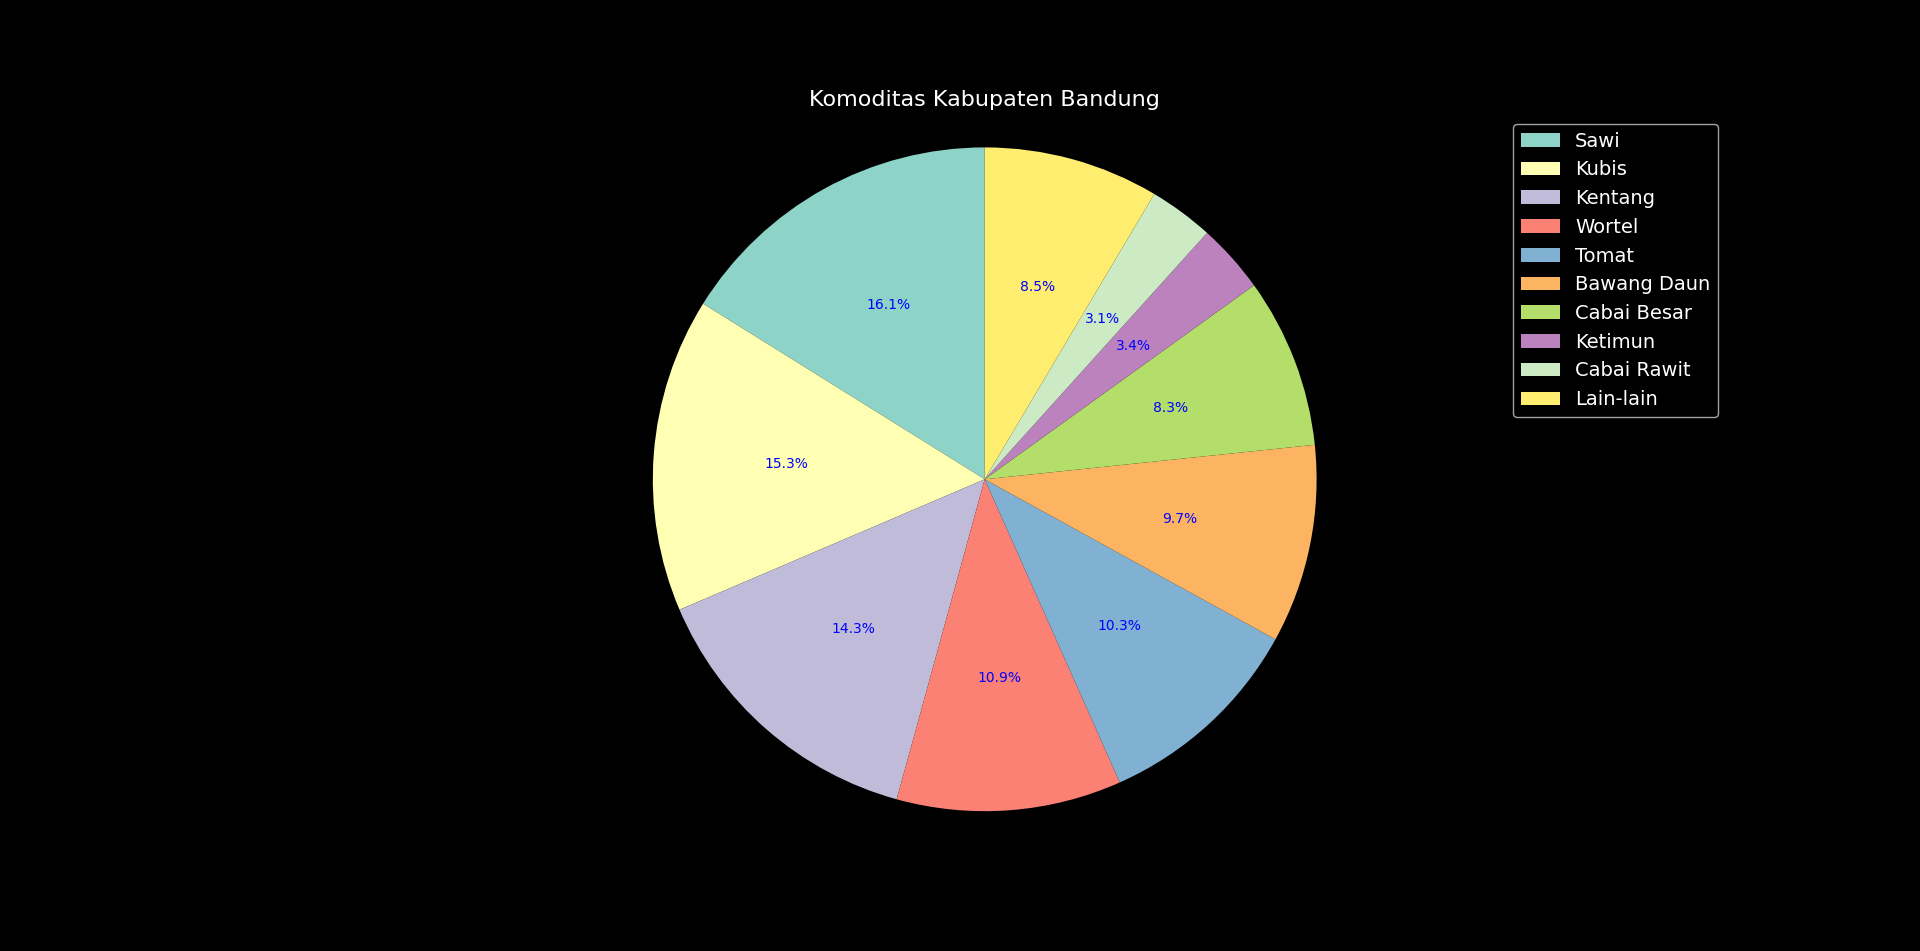 Komoditas Kabupaten Bandung
Sawi
Kubis
Kentang
Wortel
Tomat
Bawang Daun
Cabai Besar
Ketimun
Cabai Rawit
Lain-lain
16.1%
15.3%
14.3%
10.9%
10.3%
9.7%
8.3%
3.4%
3.1%
8.5%